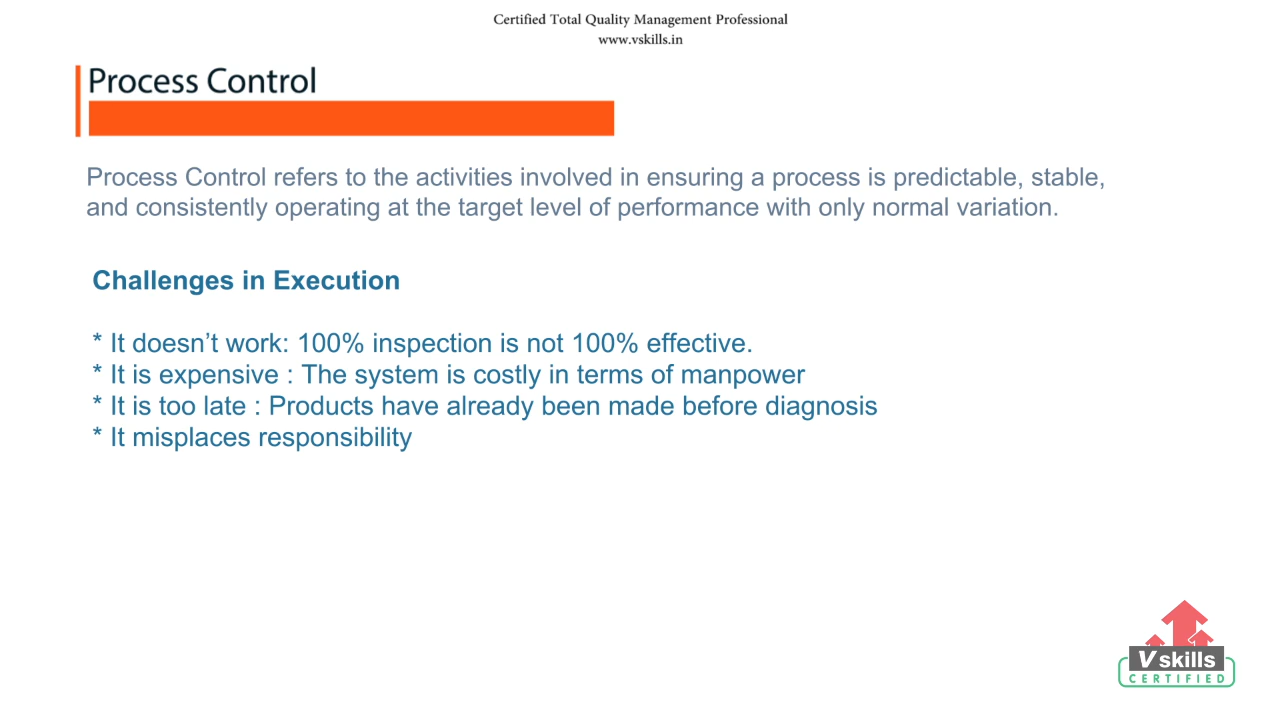 Certified Total Quality Management Professional
www.vskills.in
Process Control
Process Control refers to the activities involved in ensuring a process is predictable, stable,
and consistently operating at the target level of performance with only normal variation.
Challenges in Execution
* It doesn’t work: 100% inspection is not 100% effective.
* It is expensive : The system is costly in terms of manpower
* It is too late : Products have already been made before diagnosis
* It misplaces responsibility
Vskills
CERTIFIED